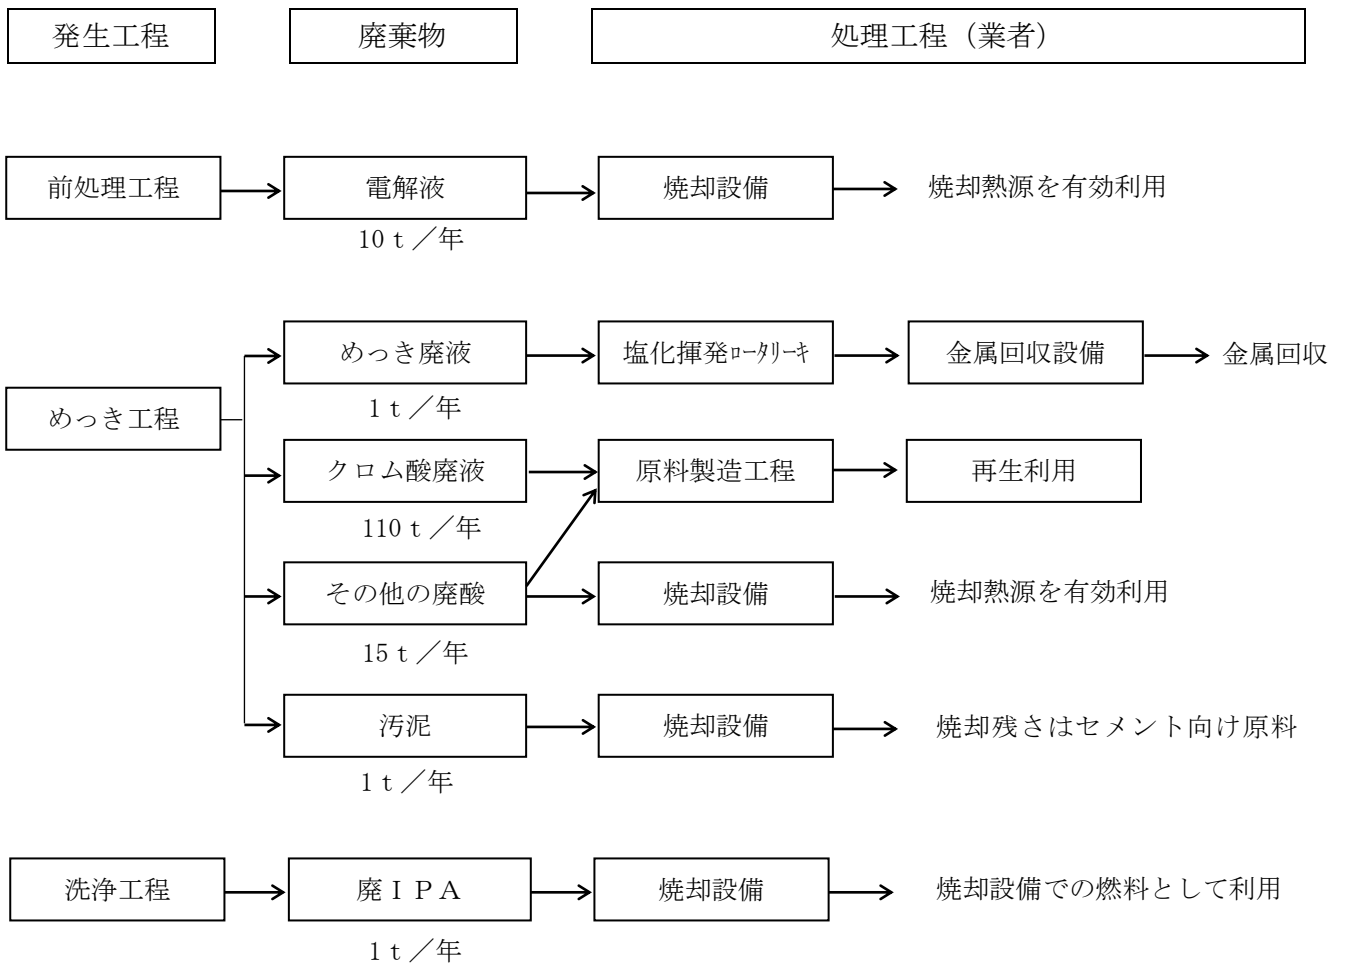 発生工程
廃棄物
処理工程（業者）
前処理工程
電解液
焼却設備
焼却熱源を有効利用
10ｔ／年
めっき工程
めっき廃液
塩化揮発ﾛｰﾀﾘｰｷ
金属回収設備
金属回収
1ｔ／年
クロム酸廃液
原料製造工程
再生利用
110ｔ／年
その他の廃酸
焼却設備
焼却熱源を有効利用
15ｔ／年
汚泥
焼却設備
焼却残さはセメント向け原料
1ｔ／年
洗浄工程
廃ＩＰＡ
焼却設備
焼却設備での燃料として利用
1ｔ／年